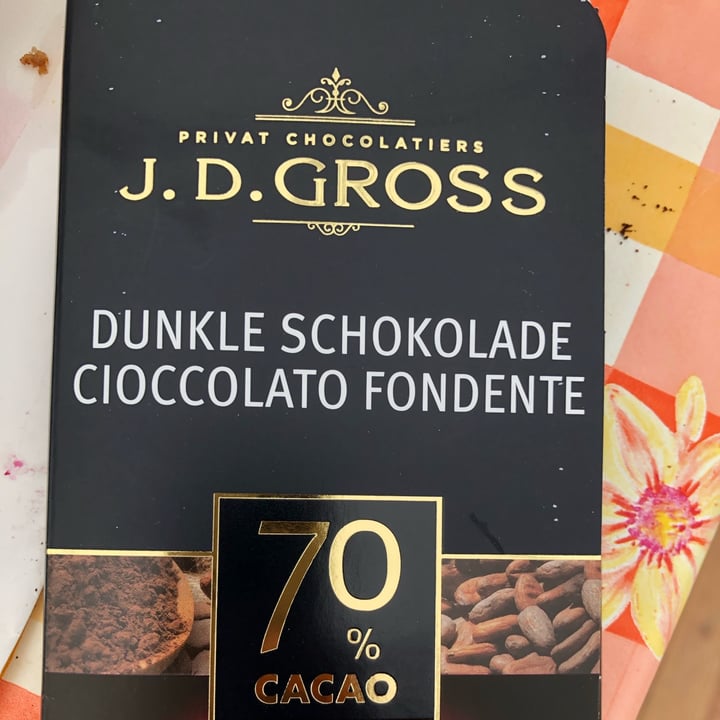 PRIVAT CHOCOLATIERS
J. D. GROSS
DUNKLE SCHOKOLADE
CIOCCOLATO FONDENTE
70
%
CACAO